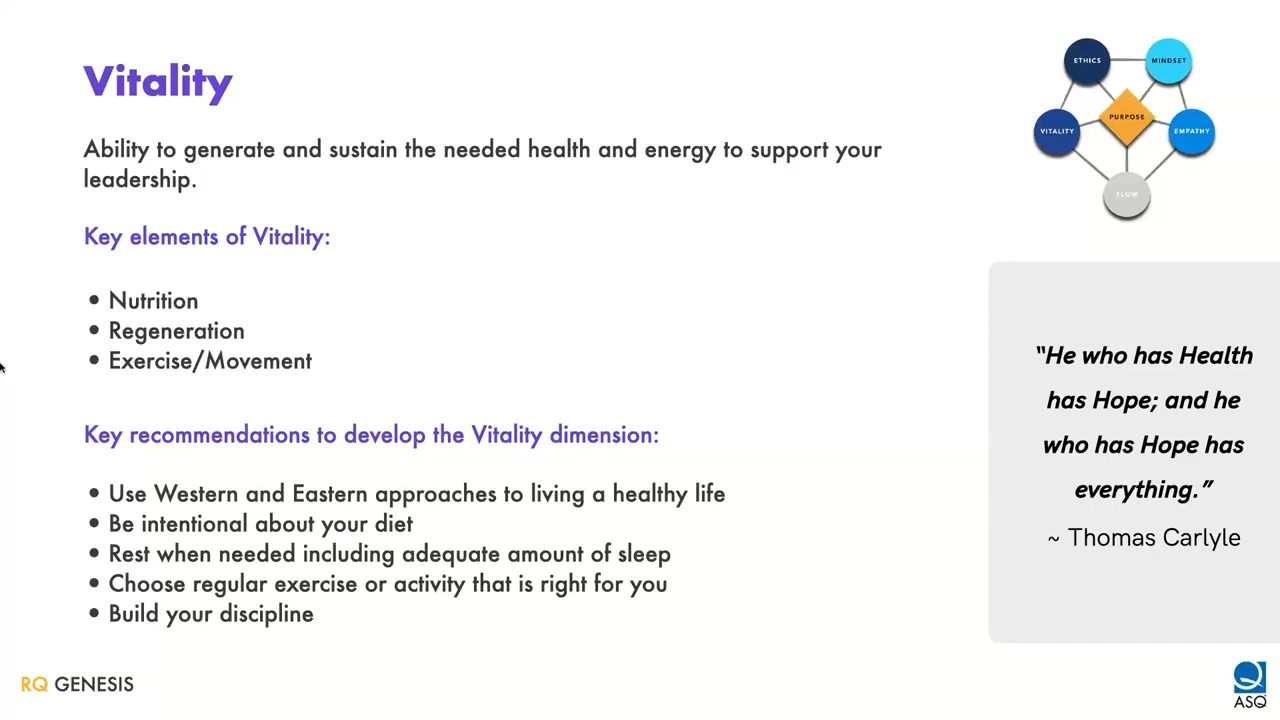 Vitality
Ability to generate and sustain the needed health and energy to support your
leadership.
Key elements of Vitality:
• Nutrition
• Regeneration
• Exercise/Movement
Key recommendations to develop the Vitality dimension:
• Use Western and Eastern approaches to living a healthy life
• Be intentional about your diet
• Rest when needed including adequate amount of sleep
• Choose regular exercise or activity that is right for you
• Build your discipline
ETHICS
MINDSET
PURPOSE
VITALITY
EMPATHY
FLOW
“He who has Health
has Hope; and he
who has Hope has
everything.”
~ Thomas Carlyle
RQ GENESIS
ASQ